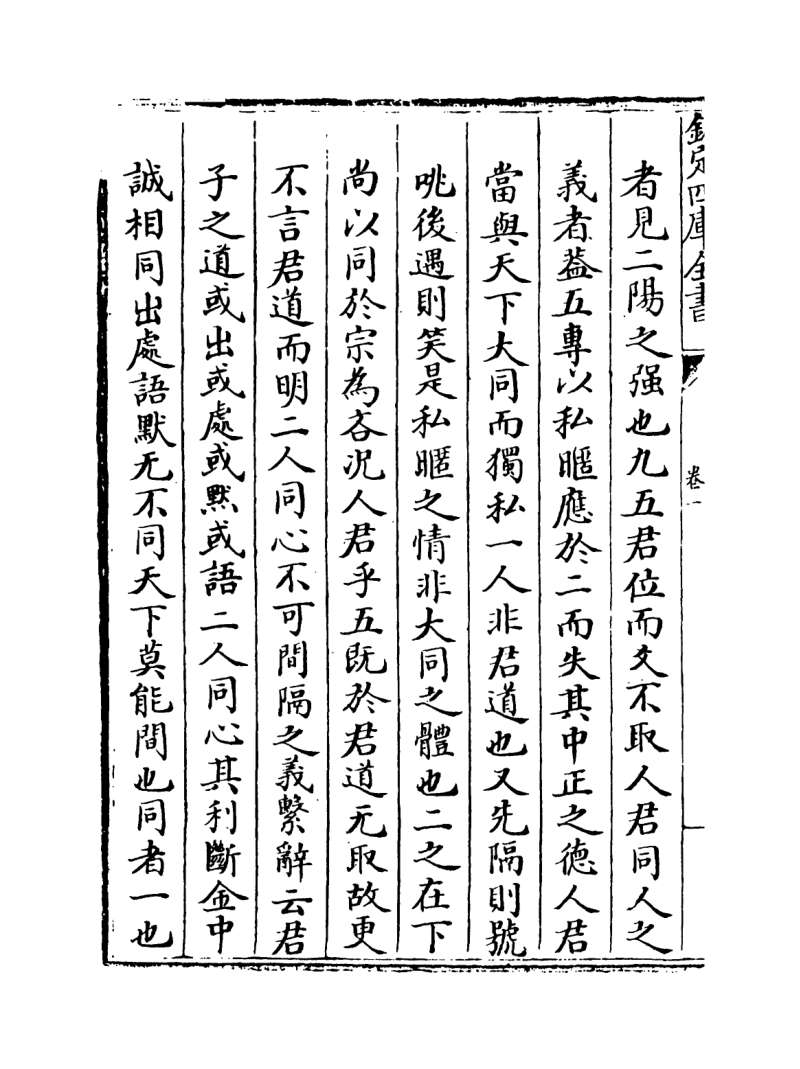 欽定四庫全書
卷一
者見二陽之强也九五君位而爻不取人君同人之
義者葢五專以私暱應於二而失其中正之德人君
當與天下大同而獨私一人非君道也又先隔則號
咷後遇則笑是私暱之情非大同之體也二之在下
尚以同於宗為吝况人君乎五既於君道无取故更
不言君道而明二人同心不可間隔之義繫辭云君
子之道或出或處或黙或語二人同心其利斷金中
誠相同出處語默无不同天下莫能間也同者一也